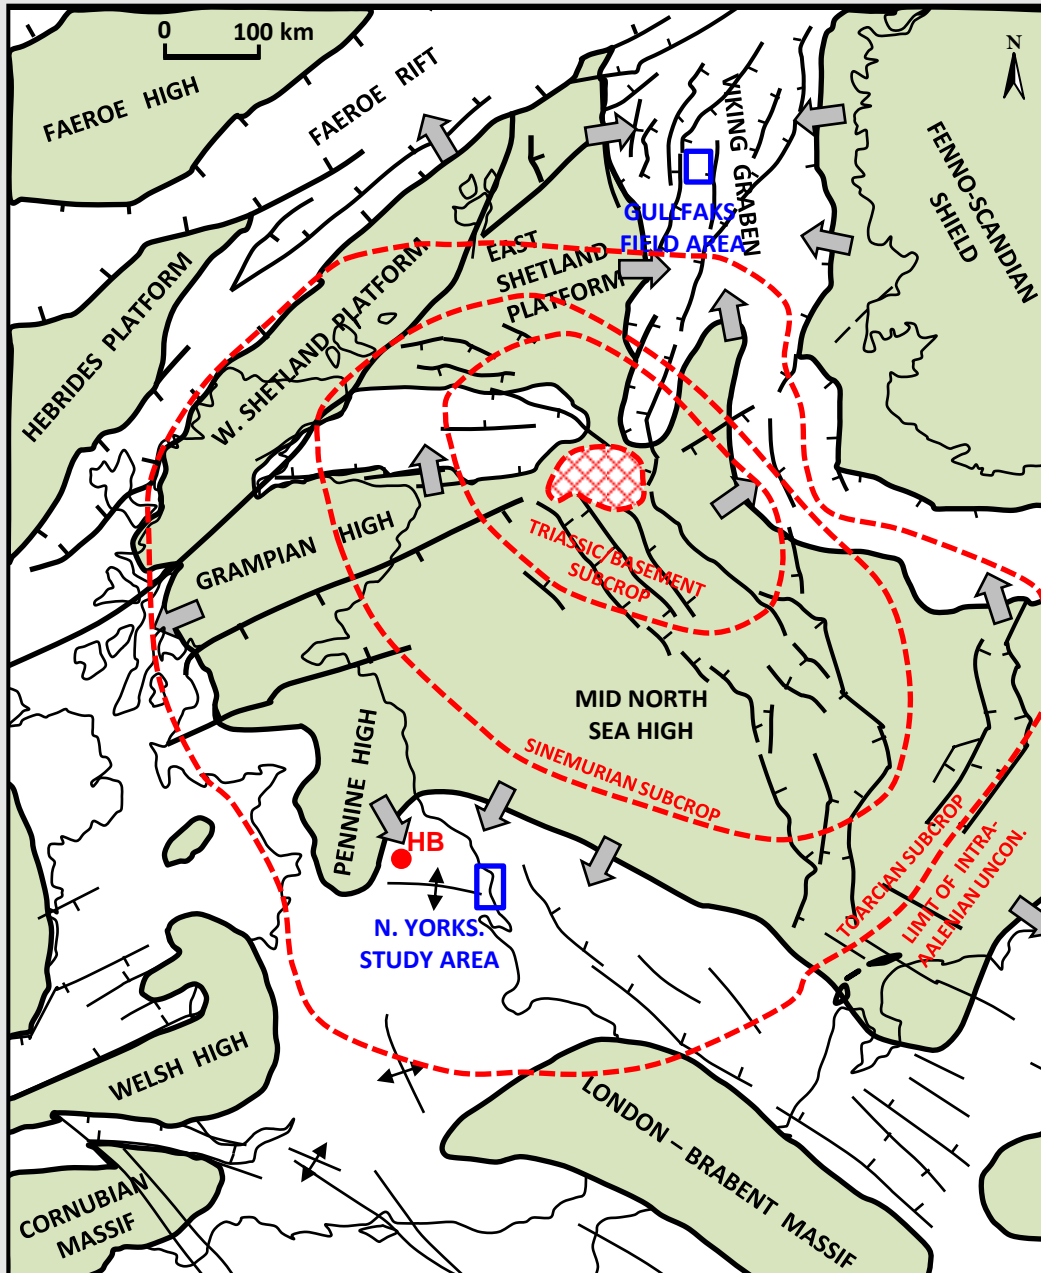 0 100 km
N
FAEROE HIGH
FAEROE RIFT
VIKING GRABEN
FENNO-SCANDIAN
SHIELD
GULLFAKS
FIELD AREA
EAST
SHETLAND
PLATFORM
HEBRIDES PLATFORM
W. SHETLAND PLATFORM
GRAMPIAN HIGH
TRIASSIC/BASEMENT
SUBCROP
MID NORTH
SEA HIGH
SINEMURIAN SUBCROP
PENNINE HIGH
HB
TOARCIAN SUBCROP
LIMIT OF INTRA-
AALENIAN UNCON.
N. YORKS.
STUDY AREA
WELSH HIGH
LONDON – BRABENT MASSIF
CORNUBIAN
MASSIF